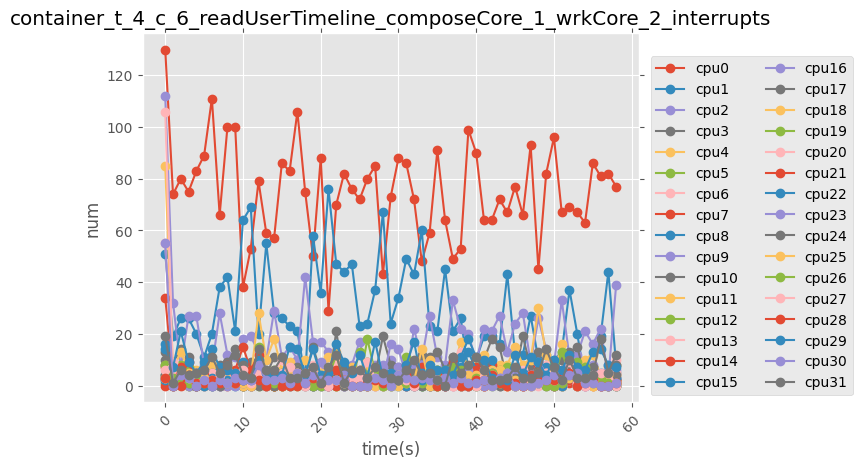 container_t_4_c_6_readUserTimeline_composeCore_1_wrkCore_2_interrupts
120
100
80
60
40
20
0
num
0
10
20
30
40
50
60
time(s)
cpu0
cpu1
cpu2
cpu3
cpu4
cpu5
cpu6
cpu7
cpu8
cpu9
cpu10
cpu11
cpu12
cpu13
cpu14
cpu15
cpu16
cpu17
cpu18
cpu19
cpu20
cpu21
cpu22
cpu23
cpu24
cpu25
cpu26
cpu27
cpu28
cpu29
cpu30
cpu31